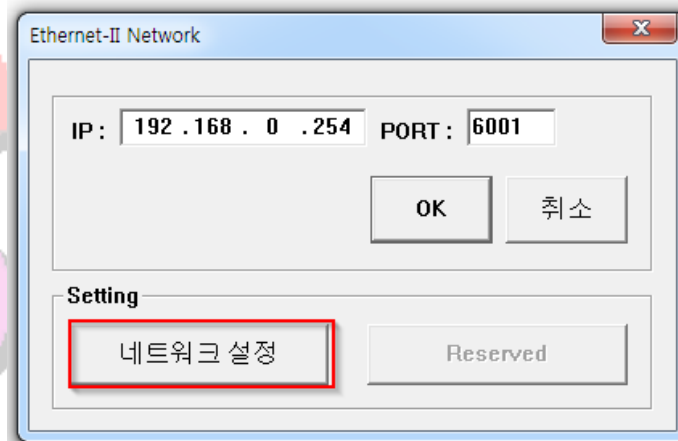 Ethernet-II Network
IP : 192 .168 . 0 .254 PORT : 6001
OK 취소
Setting
네트워크 설정 Reserved